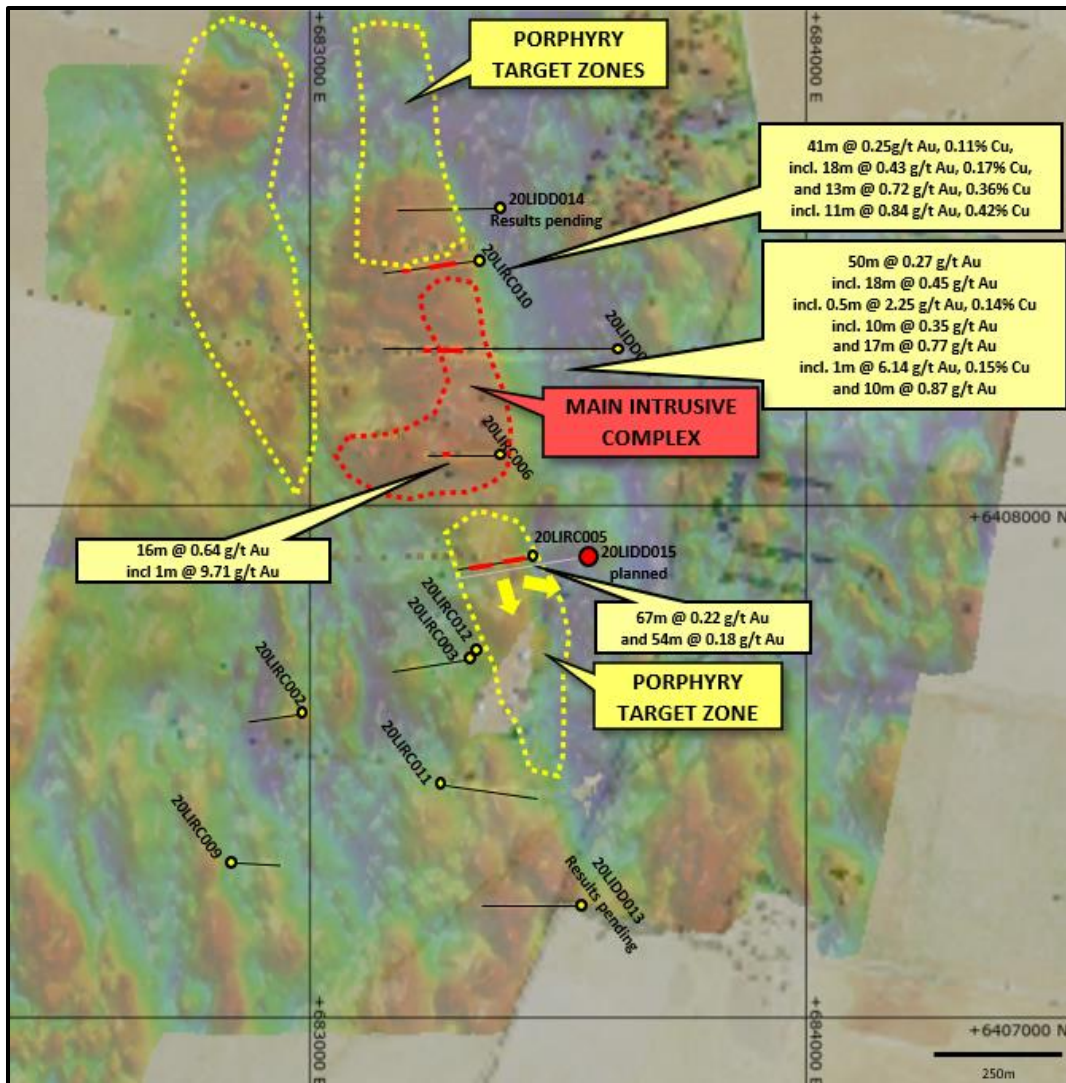 +683000 E
+684000 E
PORPHYRY
TARGET ZONES
41m @ 0.25g/t Au, 0.11% Cu,
incl. 18m @ 0.43 g/t Au, 0.17% Cu,
and 13m @ 0.72 g/t Au, 0.36% Cu
incl. 11m @ 0.84 g/t Au, 0.42% Cu
20LIDD014
Results pending
20LIRC010
50m @ 0.27 g/t Au
incl. 18m @ 0.45 g/t Au
incl. 0.5m @ 2.25 g/t Au, 0.14% Cu
incl. 10m @ 0.35 g/t Au
and 17m @ 0.77 g/t Au
incl. 1m @ 6.14 g/t Au, 0.15% Cu
and 10m @ 0.87 g/t Au
20LIDD0
MAIN INTRUSIVE
COMPLEX
20LIRC006
+6408000 N
16m @ 0.64 g/t Au
incl 1m @ 9.71 g/t Au
20LIRC005
20LIDD015
planned
67m @ 0.22 g/t Au
and 54m @ 0.18 g/t Au
20LIRC012
20LIRC003
20LIRC002
PORPHYRY
TARGET ZONE
20LIRC011
20LIRC009
20LIDD013
Results pending
+683000 E
+684000 E
+6407000 N
250m